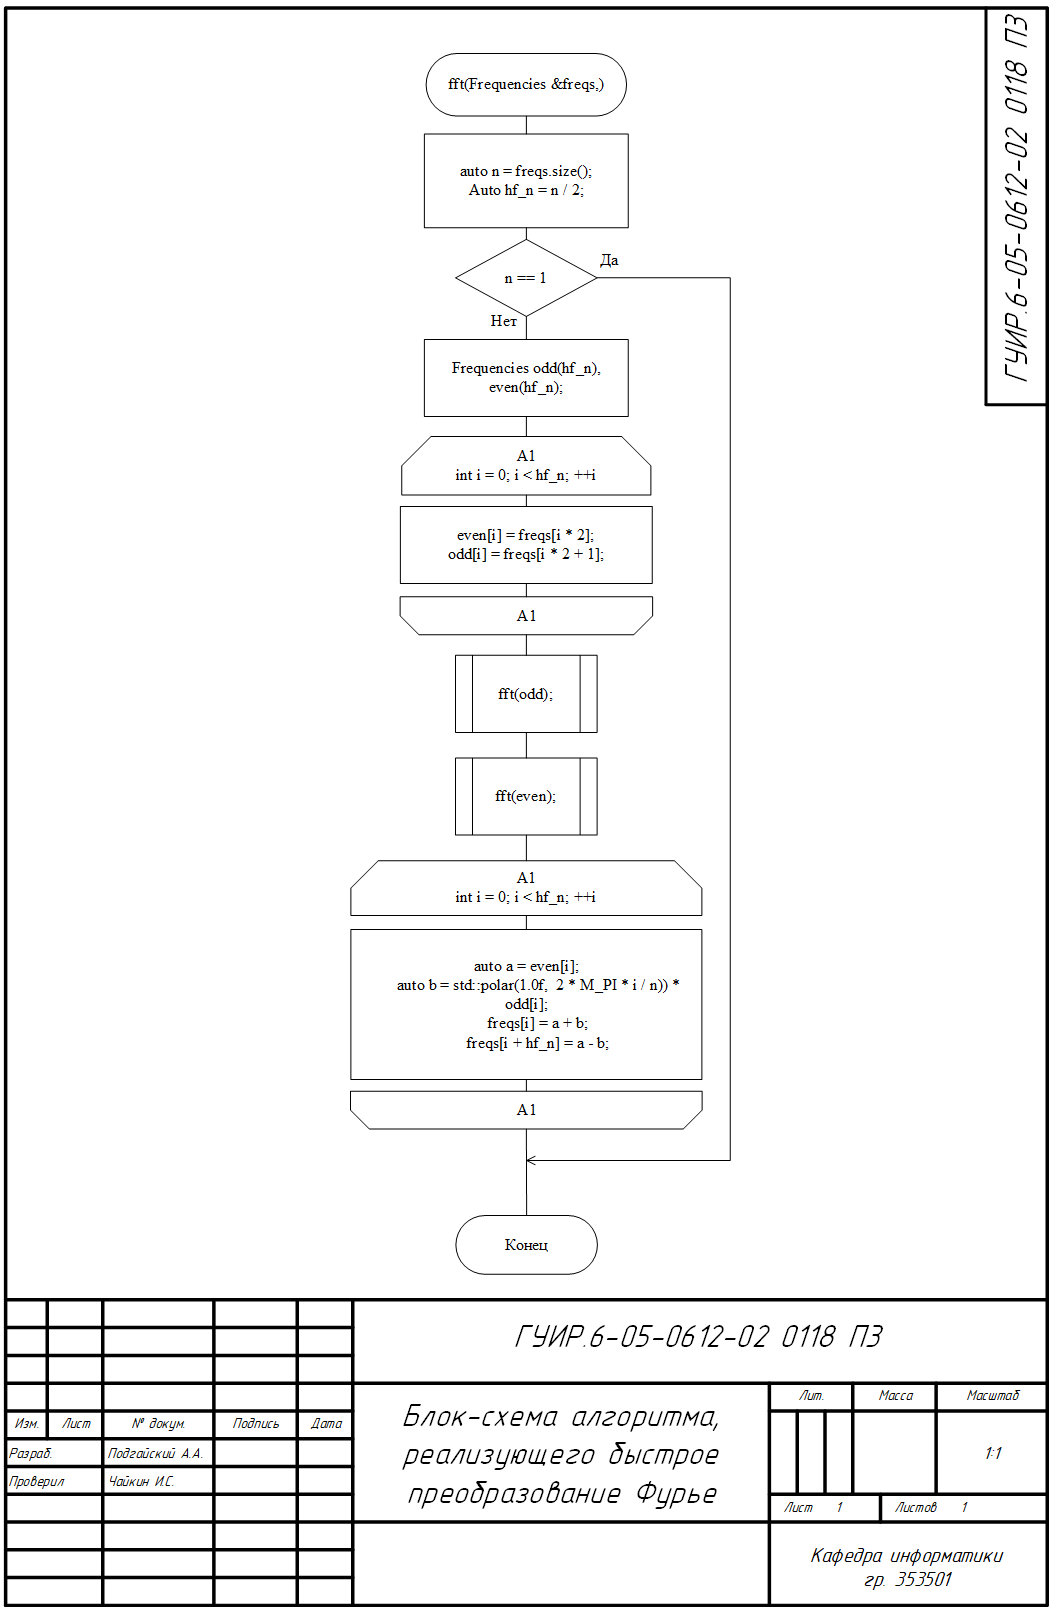 ГУИР.6-05-0612-02 0118 ПЗ
fft(Frequencies &freqs,)
auto n = freqs.size();
Auto hf_n = n / 2;
n == 1
Да
Нет
Frequencies odd(hf_n),
even(hf_n);
A1
int i = 0; i < hf_n; ++i
even[i] = freqs[i * 2];
odd[i] = freqs[i * 2 + 1];
A1
fft(odd);
fft(even);
A1
int i = 0; i < hf_n; ++i
auto a = even[i];
auto b = std::polar(1.0f, 2 * M_PI * i / n)) *
odd[i];
freqs[i] = a + b;
freqs[i + hf_n] = a - b;
A1
Конец
ГУИР.6-05-0612-02 0118 ПЗ
Изм. Лист № докум. Подпись Дата
Разраб. Подгайский А.А.
Проверил Чайкин И.С.
Блок-схема алгоритма,
реализующего быстрое
преобразование Фурье
Лит. Масса Масштаб
1:1
Лист 1 Листов 1
Кафедра информатики
гр. 353501